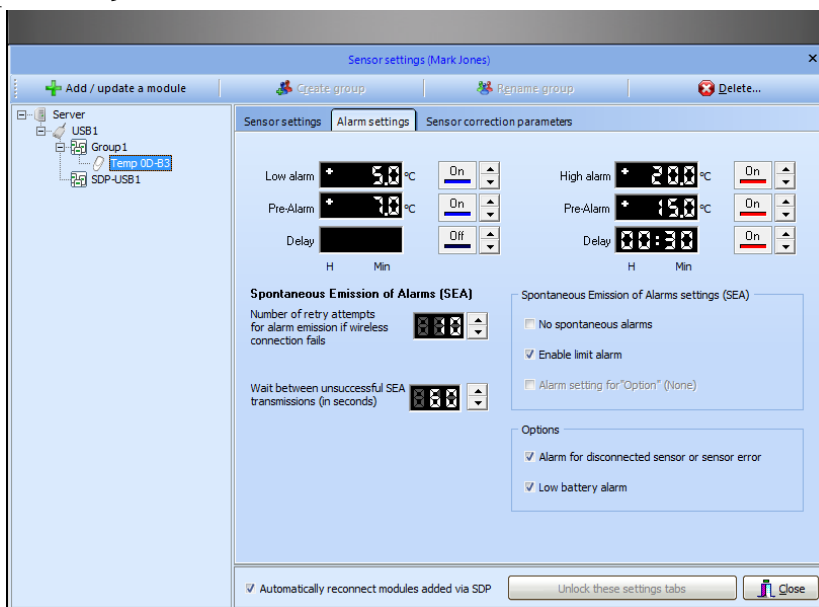 Sensor settings (Mark Jones)
Add / update a module
Create group
Rename group
Delete...
Server
USB1
Group1
Temp 0D-B3
SDP-USB1
Sensor settings
Alarm settings
Sensor correction parameters
Low alarm + 5.0 °C On
High alarm + 20.0 °C On
Pre-Alarm + 7.0 °C On
Pre-Alarm + 15.0 °C On
Delay Off
Delay 00:30 On
H Min
H Min
Spontaneous Emission of Alarms (SEA)
Number of retry attempts
for alarm emission if wireless
connection fails
10
Wait between unsuccessful SEA
transmissions (in seconds)
60
Spontaneous Emission of Alarms settings (SEA)
No spontaneous alarms
Enable limit alarm
Alarm setting for"Option" (None)
Options
Alarm for disconnected sensor or sensor error
Low battery alarm
Automatically reconnect modules added via SDP
Unlock these settings tabs
Close